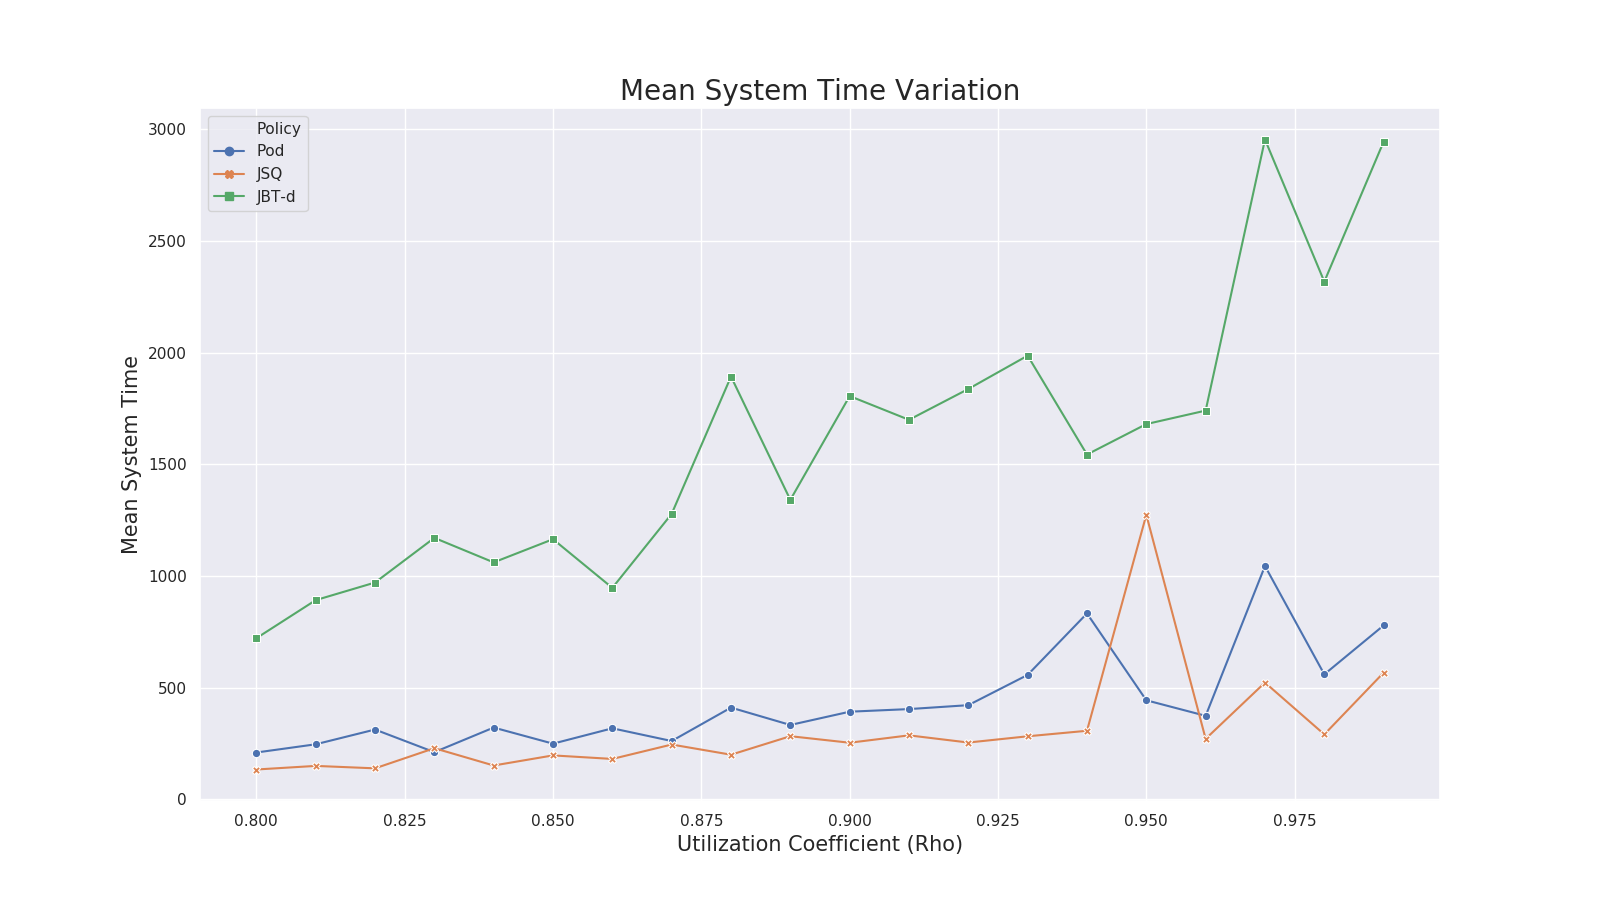 Mean System Time Variation
Policy
Pod
JSQ
JBT-d
3000
2500
2000
1500
1000
500
0
Mean System Time
0.800 0.825 0.850 0.875 0.900 0.925 0.950 0.975
Utilization Coefficient (Rho)